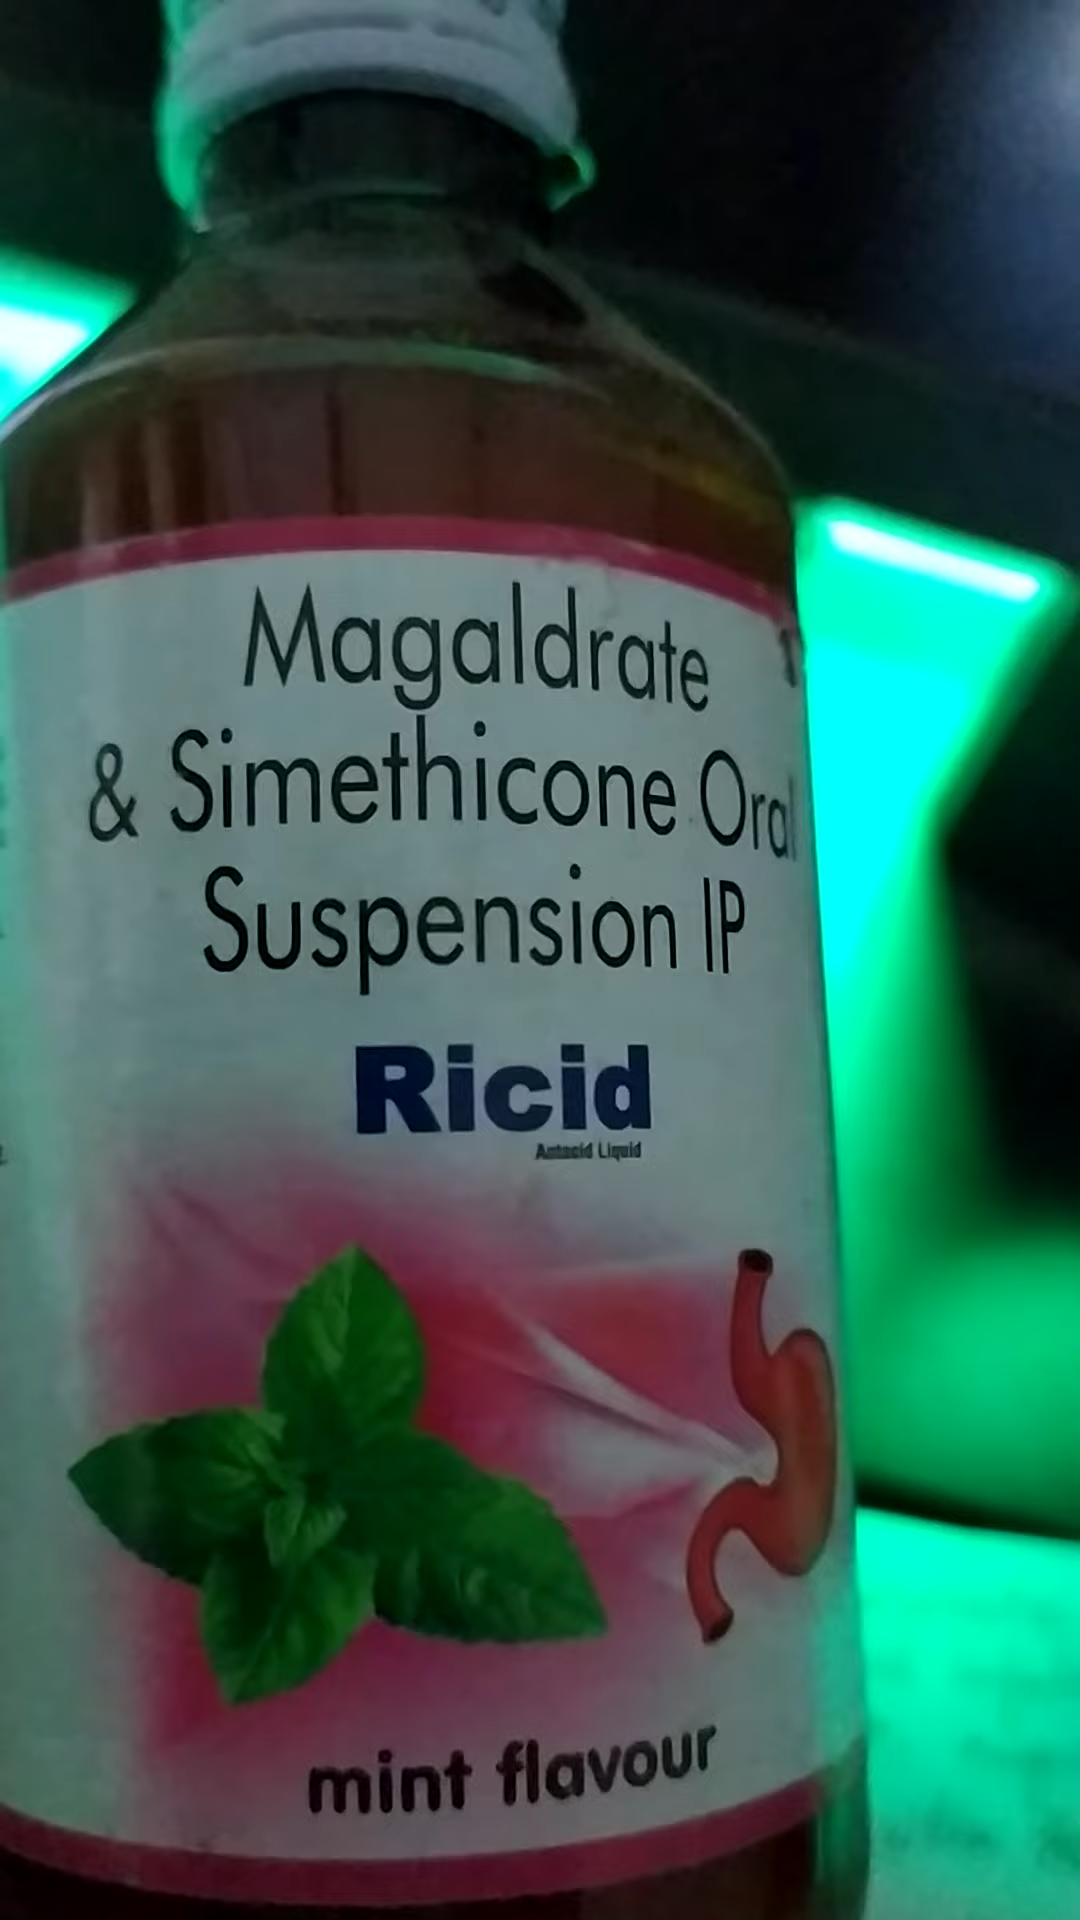 Magaldrate
& Simethicone Oral
Suspension IP
Ricid
Antacid Liquid
mint flavour